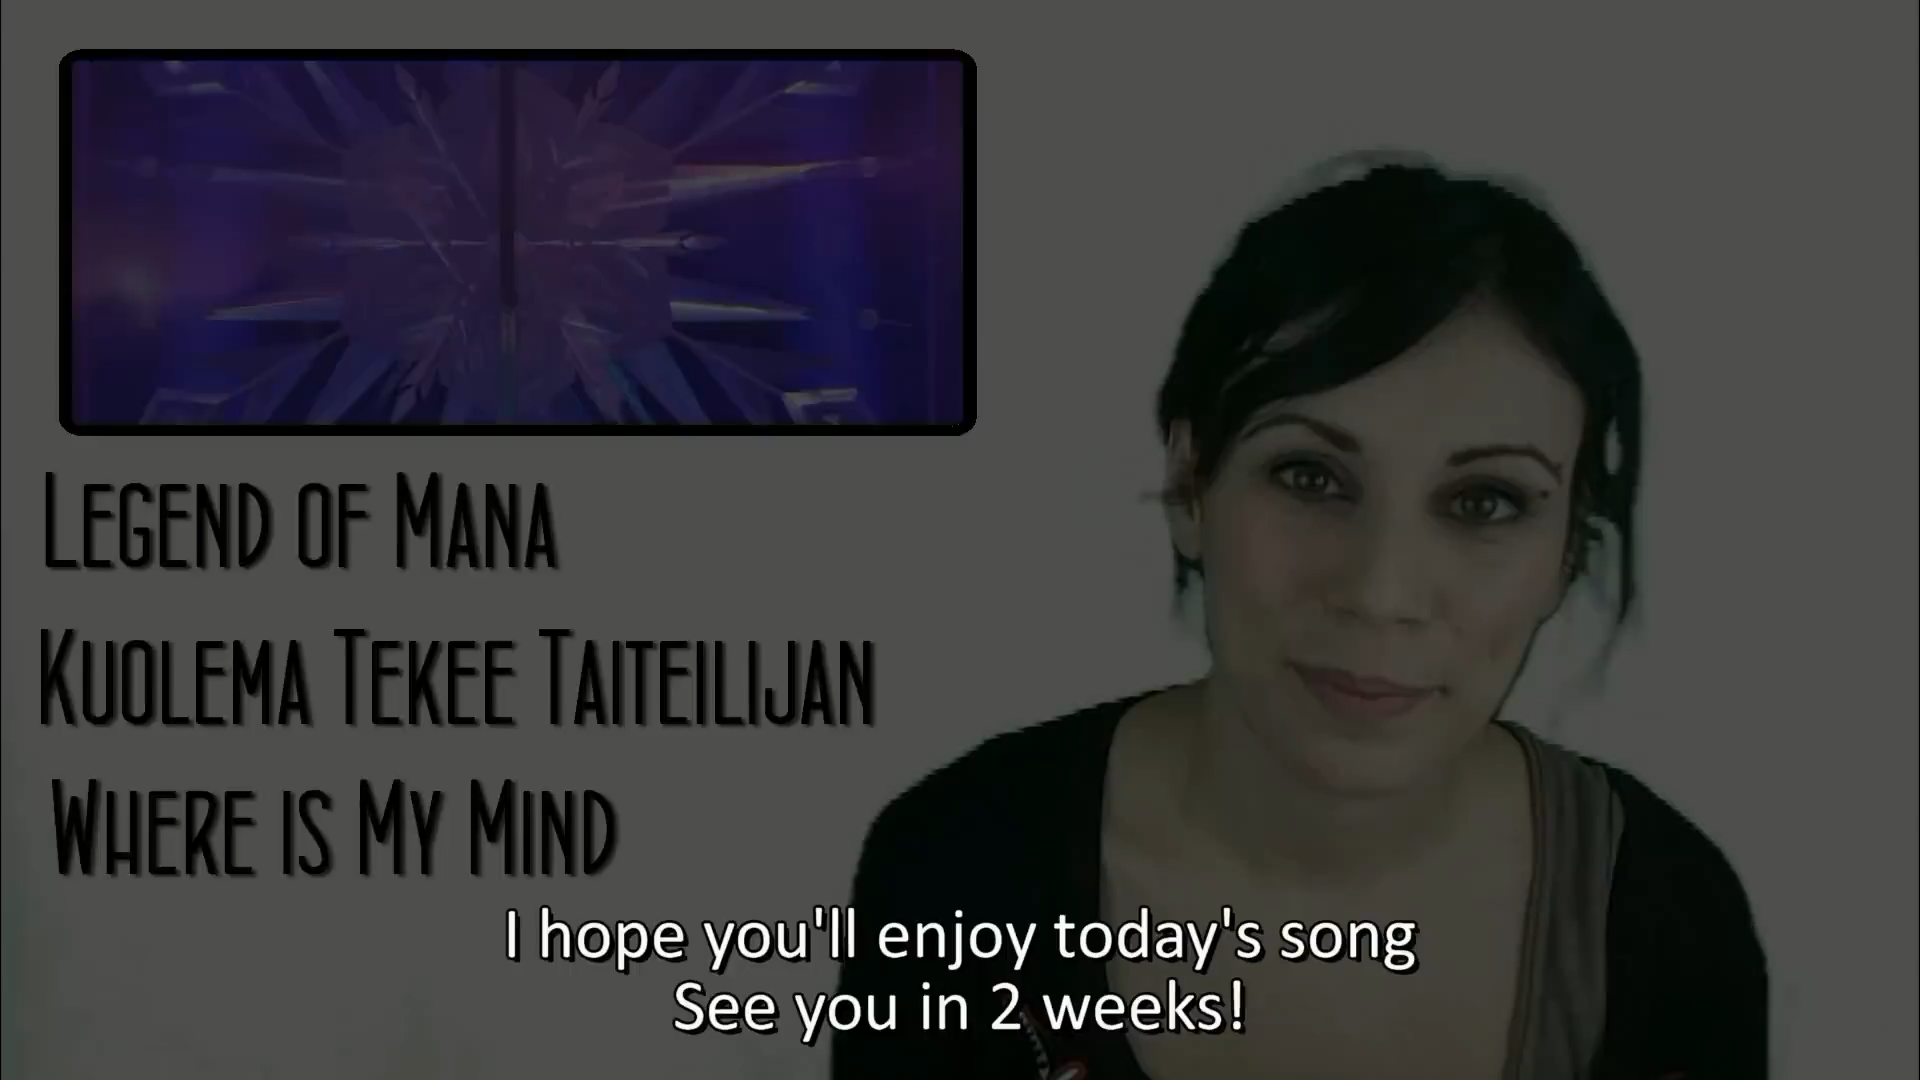 Legend of Mana
Kuolema Tekee Taiteilijan
Where is My Mind
I hope you'll enjoy today's song
See you in 2 weeks!